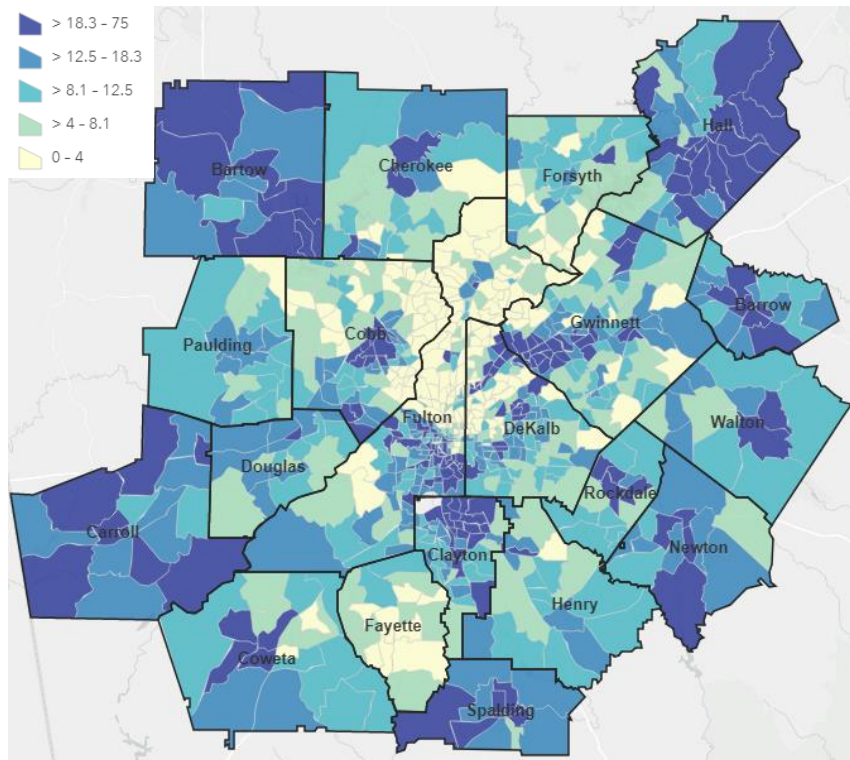 > 18.3 - 75
> 12.5 - 18.3
> 8.1 - 12.5
> 4 - 8.1
0 - 4
Hall
Bartow
Cherokee
Forsyth
Barrow
Gwinnett
Cobb
Paulding
Fulton
DeKalb
Walton
Douglas
Rockdale
Carroll
Clayton
Newton
Henry
Fayette
Coweta
Spalding